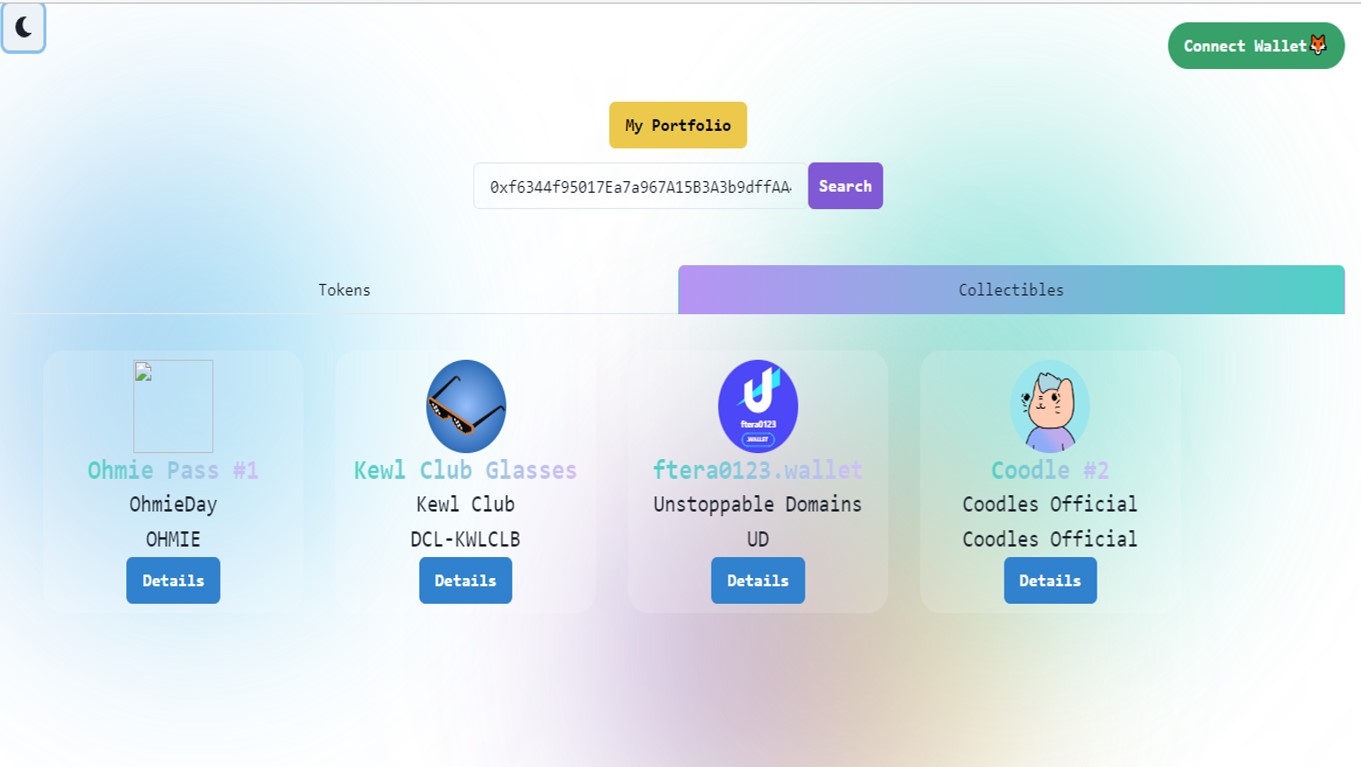 Connect Wallet
My Portfolio
0xf6344f95017Ea7a967A15B3A3b9dffAA
Search
Tokens
Collectibles
ftera0123
.WALLET
Ohmie Pass #1
Kewl Club Glasses
ftera0123.wallet
Coodle #2
OhmieDay
Kewl Club
Unstoppable Domains
Coodles Official
OHMIE
DCL-KWLCLB
UD
Coodles Official
Details
Details
Details
Details